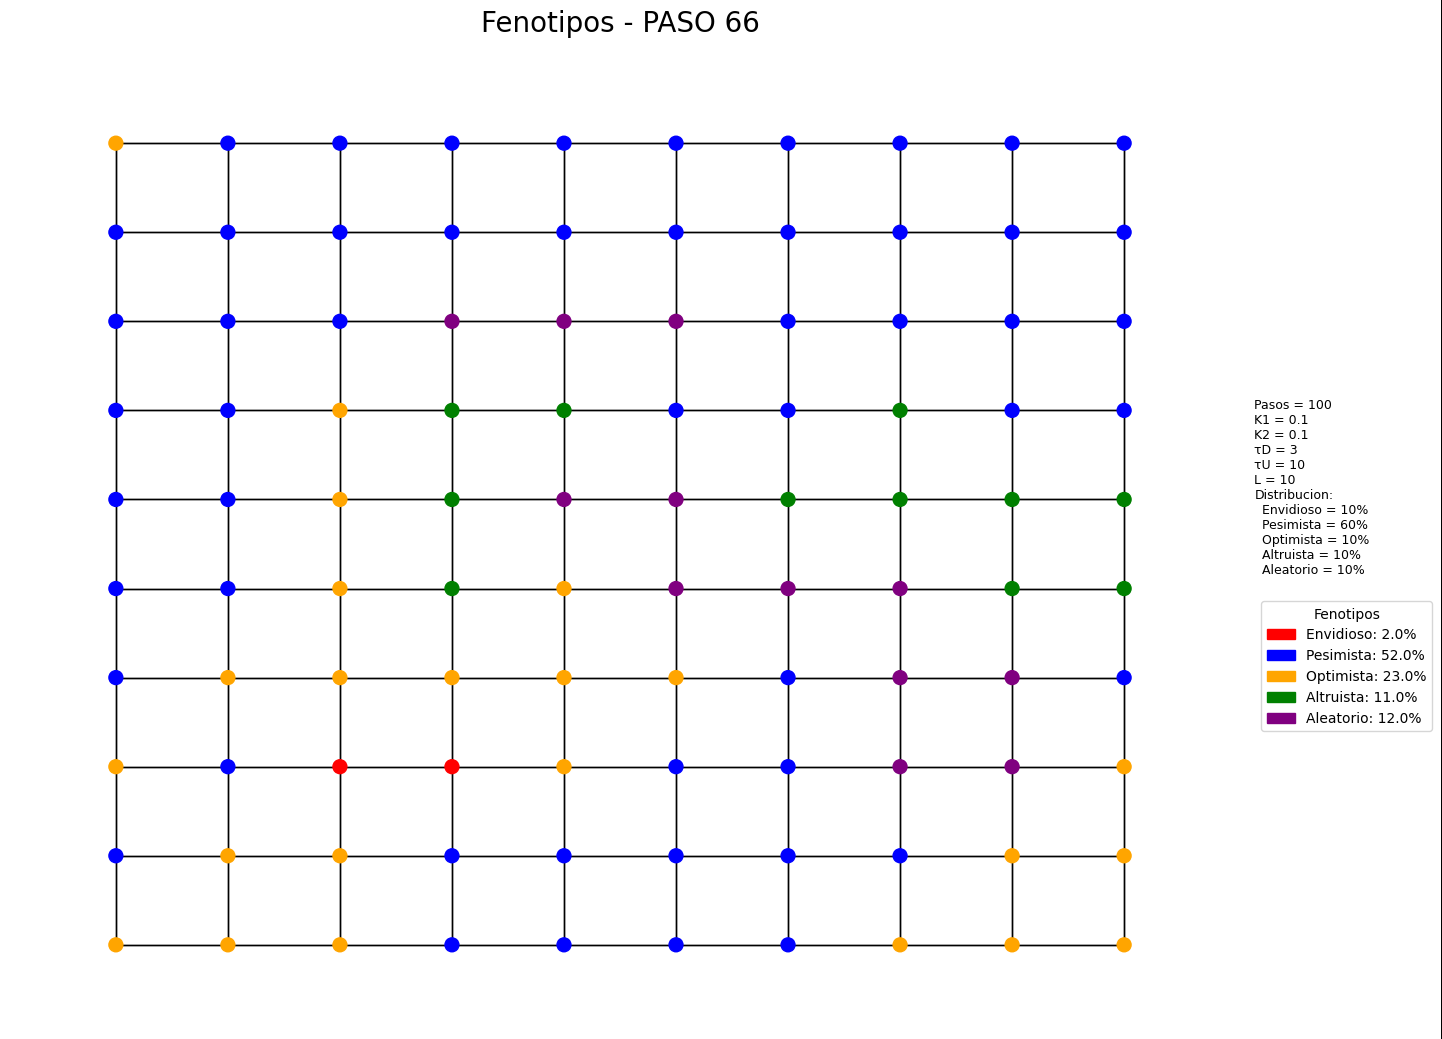 Fenotipos - PASO 66
Pasos = 100
K1 = 0.1
K2 = 0.1
τD = 3
τU = 10
L = 10
Distribucion:
Envidioso = 10%
Pesimista = 60%
Optimista = 10%
Altruista = 10%
Aleatorio = 10%
Fenotipos
Envidioso: 2.0%
Pesimista: 52.0%
Optimista: 23.0%
Altruista: 11.0%
Aleatorio: 12.0%